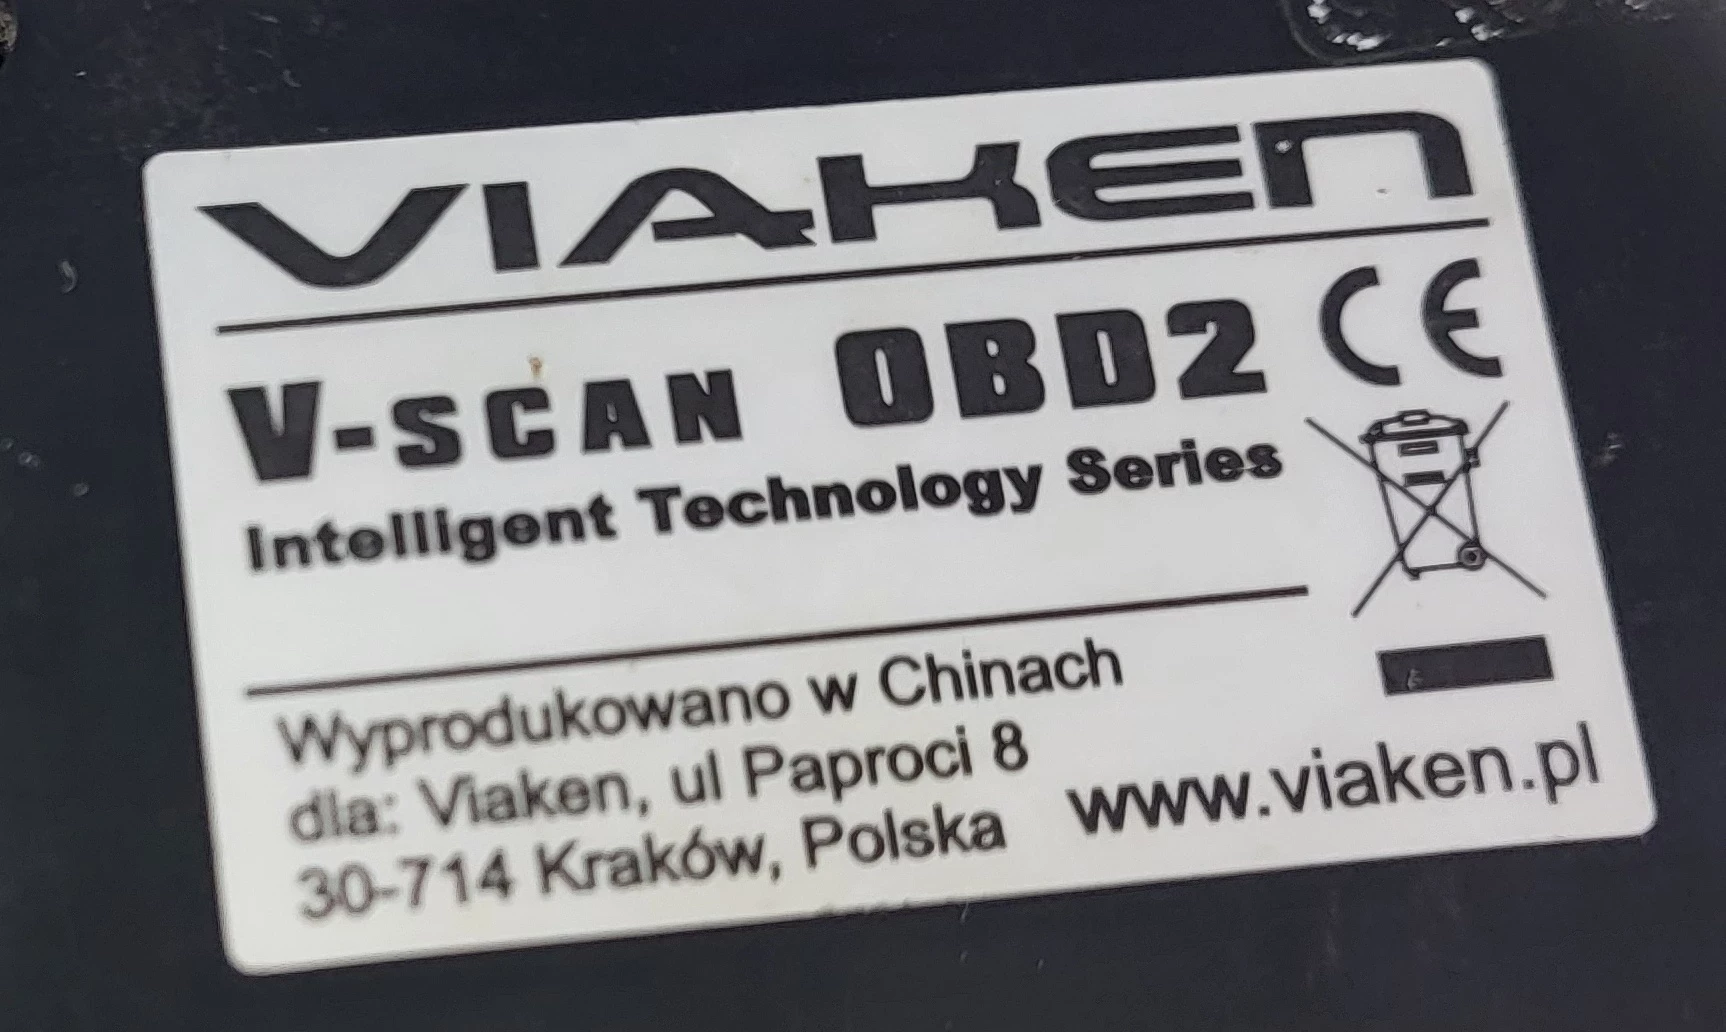 VIAKEN
V-SCAN OBD2 CE
Intelligent Technology Series
Wyprodukowano w Chinach
dla: Viaken, ul Paproci 8
30-714 Kraków, Polska
www.viaken.pl